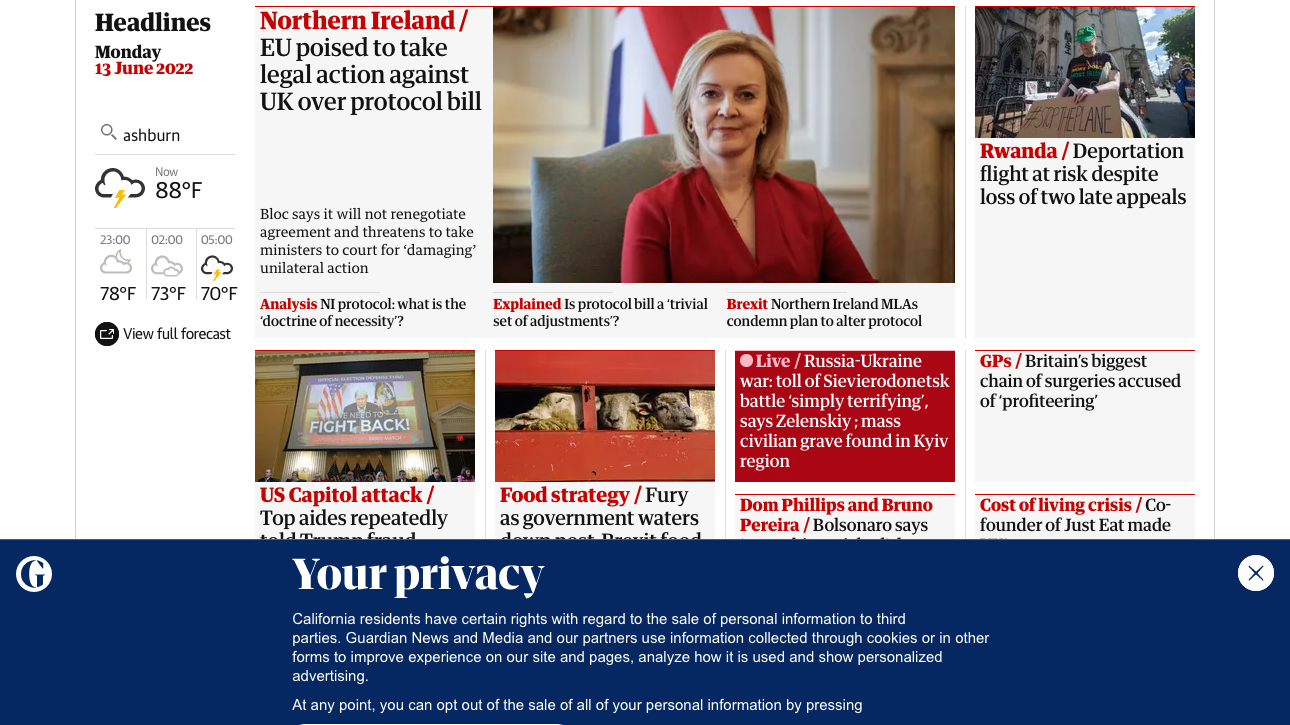 Headlines
Monday
13 June 2022
ashburn
Now
88°F
23:00
02:00
05:00
78°F
73°F
70°F
View full forecast
Northern Ireland /
EU poised to take
legal action against
UK over protocol bill
Bloc says it will not renegotiate
agreement and threatens to take
ministers to court for ‘damaging’
unilateral action
Analysis NI protocol: what is the
‘doctrine of necessity’?
Explained Is protocol bill a ‘trivial
set of adjustments’?
Brexit Northern Ireland MLAs
condemn plan to alter protocol
#STOPTHEPLANE
Rwanda / Deportation
flight at risk despite
loss of two late appeals
OFFICIAL ELECTION DEFENSE FUND
WE NEED TO
FIGHT BACK!
US Capitol attack /
Top aides repeatedly
told Trump fraud
Food strategy / Fury
as government waters
down post-Brexit food
Live / Russia-Ukraine
war: toll of Sievierodonetsk
battle ‘simply terrifying’,
says Zelenskiy ; mass
civilian grave found in Kyiv
region
Dom Phillips and Bruno
Pereira / Bolsonaro says
GPs / Britain’s biggest
chain of surgeries accused
of ‘profiteering’
Cost of living crisis / Co-
founder of Just Eat made
G
Your privacy
California residents have certain rights with regard to the sale of personal information to third
parties. Guardian News and Media and our partners use information collected through cookies or in other
forms to improve experience on our site and pages, analyze how it is used and show personalized
advertising.
At any point, you can opt out of the sale of all of your personal information by pressing